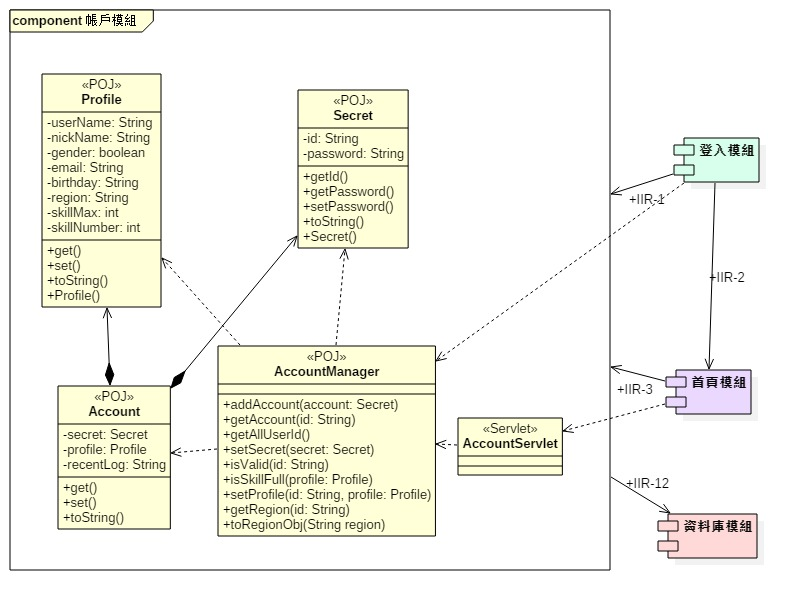 component 帳戶模組
«POJ»
Profile
-userName: String
-nickName: String
-gender: boolean
-email: String
-birthday: String
-region: String
-skillMax: int
-skillNumber: int
+get()
+set()
+toString()
+Profile()
«POJ»
Secret
-id: String
-password: String
+getId()
+getPassword()
+setPassword()
+toString()
+Secret()
«POJ»
Account
-secret: Secret
-profile: Profile
-recentLog: String
+get()
+set()
+toString()
«POJ»
AccountManager
+addAccount(account: Secret)
+getAccount(id: String)
+getAllUserId()
+setSecret(secret: Secret)
+isValid(id: String)
+isSkillFull(profile: Profile)
+setProfile(id: String, profile: Profile)
+getRegion(id: String)
+toRegionObj(String region)
«Servlet»
AccountServlet
登入模組
+IIR-1
+IIR-2
首頁模組
+IIR-3
+IIR-12
資料庫模組